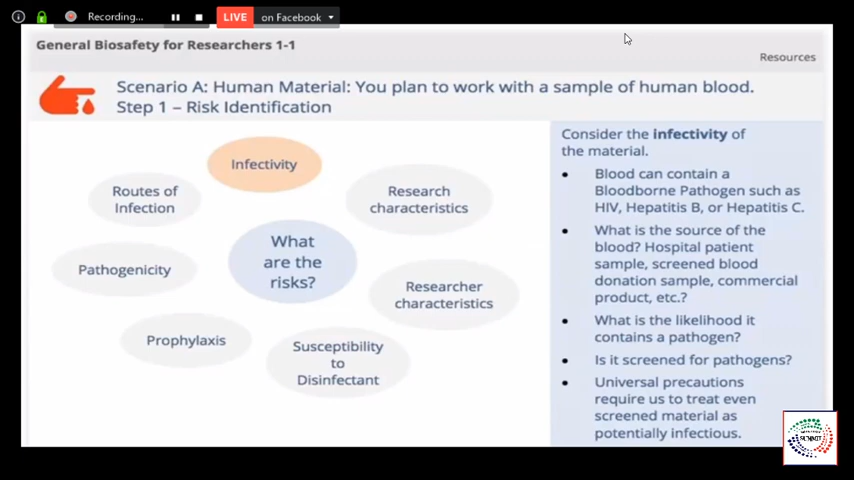 Recording...
LIVE on Facebook
General Biosafety for Researchers 1-1
Resources
Scenario A: Human Material: You plan to work with a sample of human blood.
Step 1 – Risk Identification
Infectivity
Routes of
Infection
Research
characteristics
What
are the
risks?
Pathogenicity
Researcher
characteristics
Prophylaxis
Susceptibility
to
Disinfectant
Consider the infectivity of
the material.
• Blood can contain a
Bloodborne Pathogen such as
HIV, Hepatitis B, or Hepatitis C.
• What is the source of the
blood? Hospital patient
sample, screened blood
donation sample, commercial
product, etc.?
• What is the likelihood it
contains a pathogen?
• Is it screened for pathogens?
• Universal precautions
require us to treat even
screened material as
potentially infectious.
SUMMIT